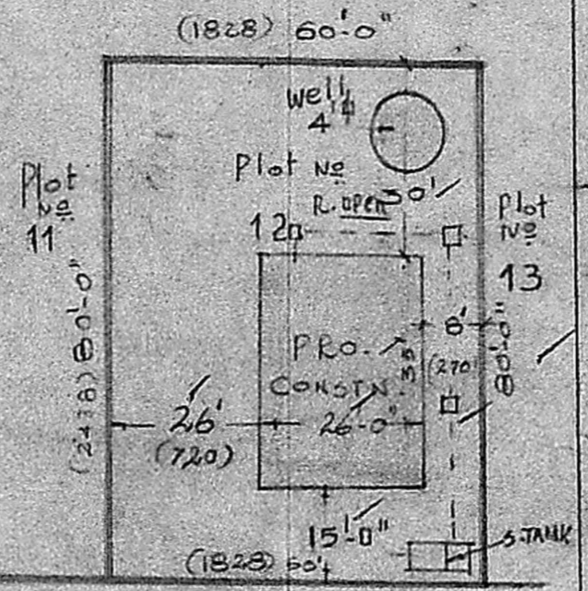 (1828) 60'-0"
well
4'φ
Plot No
12
R. open
30'
Plot
No
11
Plot
No
13
80'-0"
(2438)
PRO.
CONSTN.
35
8'
(270)
80'-0"
26'
(720)
26-0"
15'-0"
(1828) 60'
S.TANK